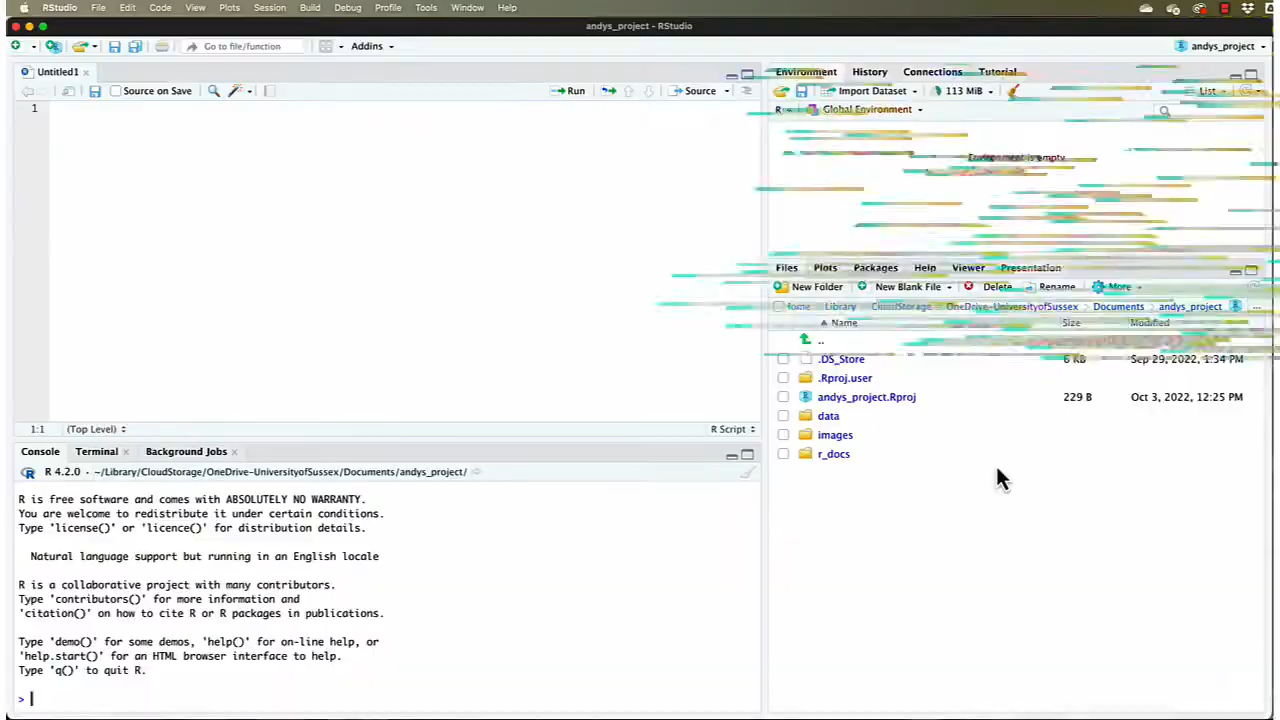 RStudio File Edit Code View Plots Session Build Debug Profile Tools Window Help
andys_project - RStudio
Go to file/function Addins andys_project
Untitled1
Source on Save Run Source
1
1:1 (Top Level) R Script
Console Terminal Background Jobs
R 4.2.0 · ~/Library/CloudStorage/OneDrive-UniversityofSussex/Documents/andys_project/
R is free software and comes with ABSOLUTELY NO WARRANTY.
You are welcome to redistribute it under certain conditions.
Type 'license()' or 'licence()' for distribution details.
Natural language support but running in an English locale
R is a collaborative project with many contributors.
Type 'contributors()' for more information and
'citation()' on how to cite R or R packages in publications.
Type 'demo()' for some demos, 'help()' for on-line help, or
'help.start()' for an HTML browser interface to help.
Type 'q()' to quit R.
>
Environment History Connections Tutorial
Import Dataset 113 MiB List
R Global Environment
Environment is empty
Files Plots Packages Help Viewer Presentation
New Folder New Blank File Delete Rename More
Home Library CloudStorage OneDrive-UniversityofSussex Documents andys_project ...
Name Size Modified
..
.DS_Store 6 KB Sep 29, 2022, 1:34 PM
.Rproj.user
andys_project.Rproj 229 B Oct 3, 2022, 12:25 PM
data
images
r_docs